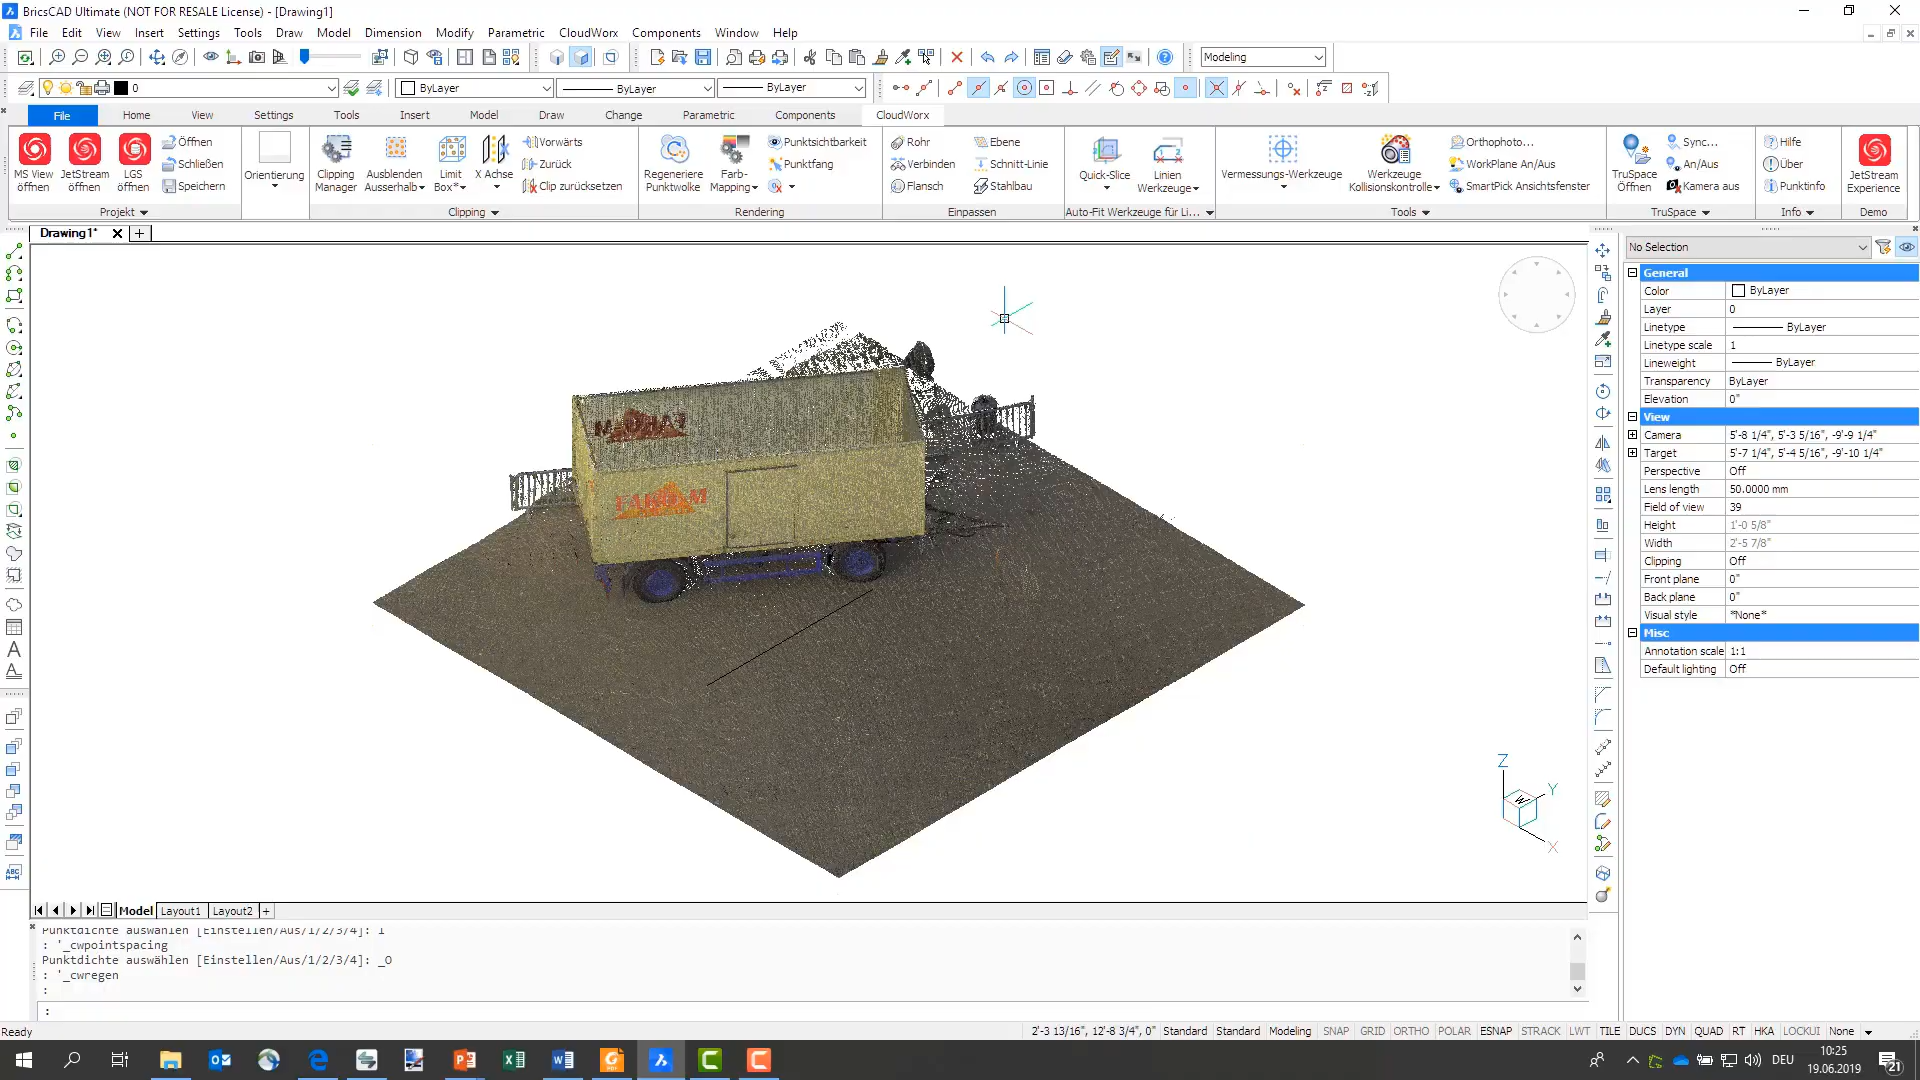 BricsCAD Ultimate (NOT FOR RESALE License) - [Drawing1]
File Edit View Insert Settings Tools Draw Model Dimension Modify Parametric CloudWorx Components Window Help
Modeling
0 ByLayer ByLayer ByLayer
File Home View Settings Tools Insert Model Draw Change Parametric Components CloudWorx
MS View öffnen
JetStream öffnen
LGS öffnen
Öffnen
Schließen
Speichern
Projekt
Orientierung
Clipping Manager
Ausblenden Ausserhalb
Limit Box*
X Achse
Vorwärts
Zurück
Clip zurücksetzen
Clipping
Regeneriere Punktwolke
Farb-Mapping
Punktsichtbarkeit
Punktfang
Rendering
Rohr
Verbinden
Flansch
Ebene
Schnitt-Linie
Stahlbau
Einpassen
Quick-Slice
Linien Werkzeuge
Auto-Fit Werkzeuge für Li...
Vermessungs-Werkzeuge
Werkzeuge Kollisionskontrolle
Orthophoto...
WorkPlane An/Aus
SmartPick Ansichtsfenster
Tools
TruSpace Öffnen
Sync...
An/Aus
Kamera aus
TruSpace
Hilfe
Über
Punktinfo
Info
JetStream Experience
Demo
Drawing1*
No Selection
General
Color ByLayer
Layer 0
Linetype ByLayer
Linetype scale 1
Lineweight ByLayer
Transparency ByLayer
Elevation 0"
View
Camera 5'-8 1/4", 5'-3 5/16", -9'-9 1/4"
Target 5'-7 1/4", 5'-4 5/16", -9'-10 1/4"
Perspective Off
Lens length 50.0000 mm
Field of view 39
Height 1'-0 5/8"
Width 2'-5 7/8"
Clipping Off
Front plane 0"
Back plane 0"
Visual style *None*
Misc
Annotation scale 1:1
Default lighting Off
Z
Y
W
X
Model Layout1 Layout2 +
Punktdichte auswählen [Einstellen/Aus/1/2/3/4]: 1
: '_cwpointspacing
Punktdichte auswählen [Einstellen/Aus/1/2/3/4]: _O
: '_cwregen
:
:
Ready
2'-3 13/16", 12'-8 3/4", 0" Standard Standard Modeling SNAP GRID ORTHO POLAR ESNAP STRACK LWT TILE DUCS DYN QUAD RT HKA LOCKUI None
DEU
10:25
19.06.2019
21